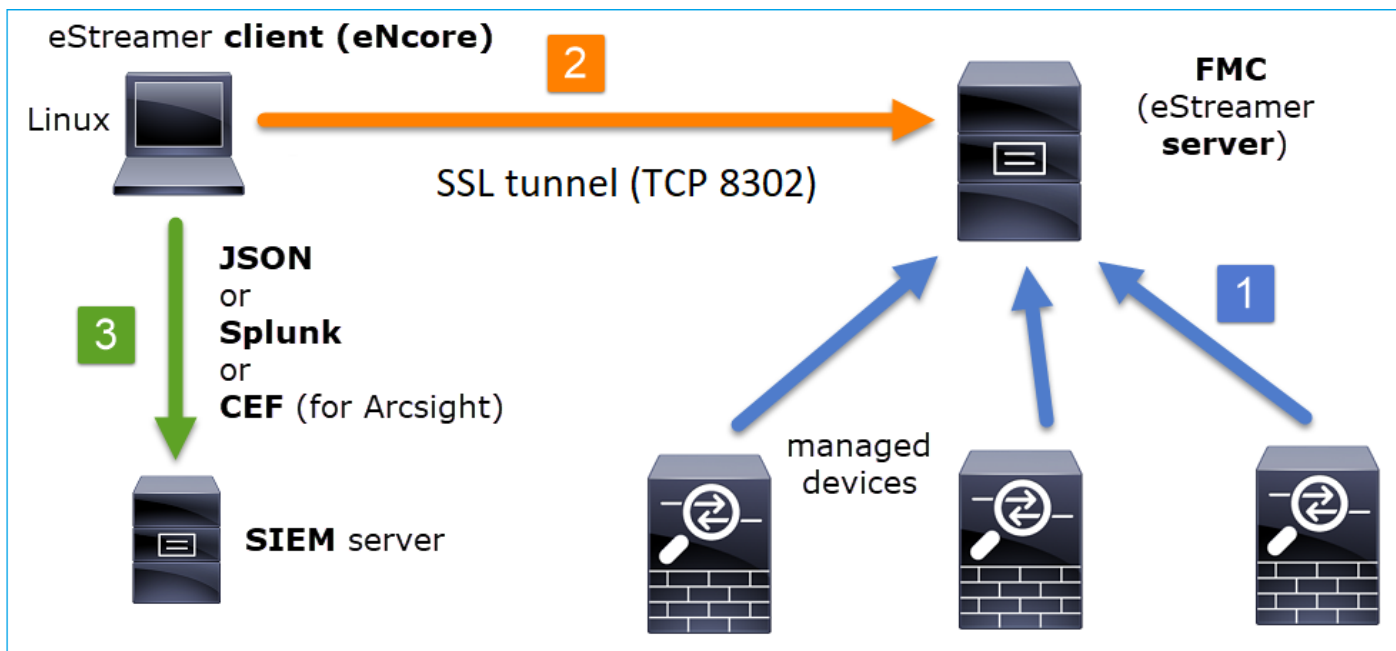 eStreamer client (eNcore)
Linux
2
SSL tunnel (TCP 8302)
FMC
(eStreamer
server)
JSON
or
Splunk
or
CEF (for Arcsight)
3
1
managed
devices
SIEM server